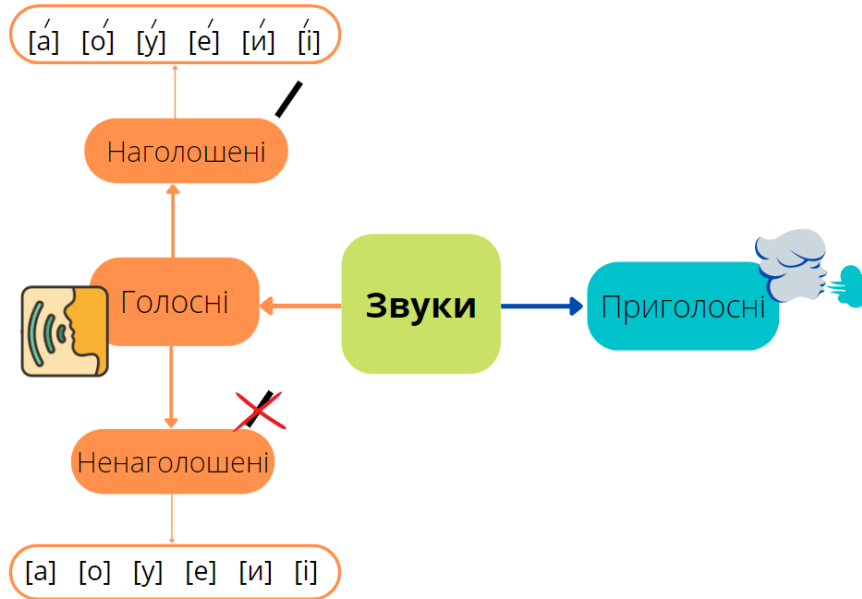 [а́] [о́] [у́] [е́] [и́] [і́]
Наголошені
Голосні
Звуки
Приголосні
Ненаголошені
[а] [о] [у] [е] [и] [і]